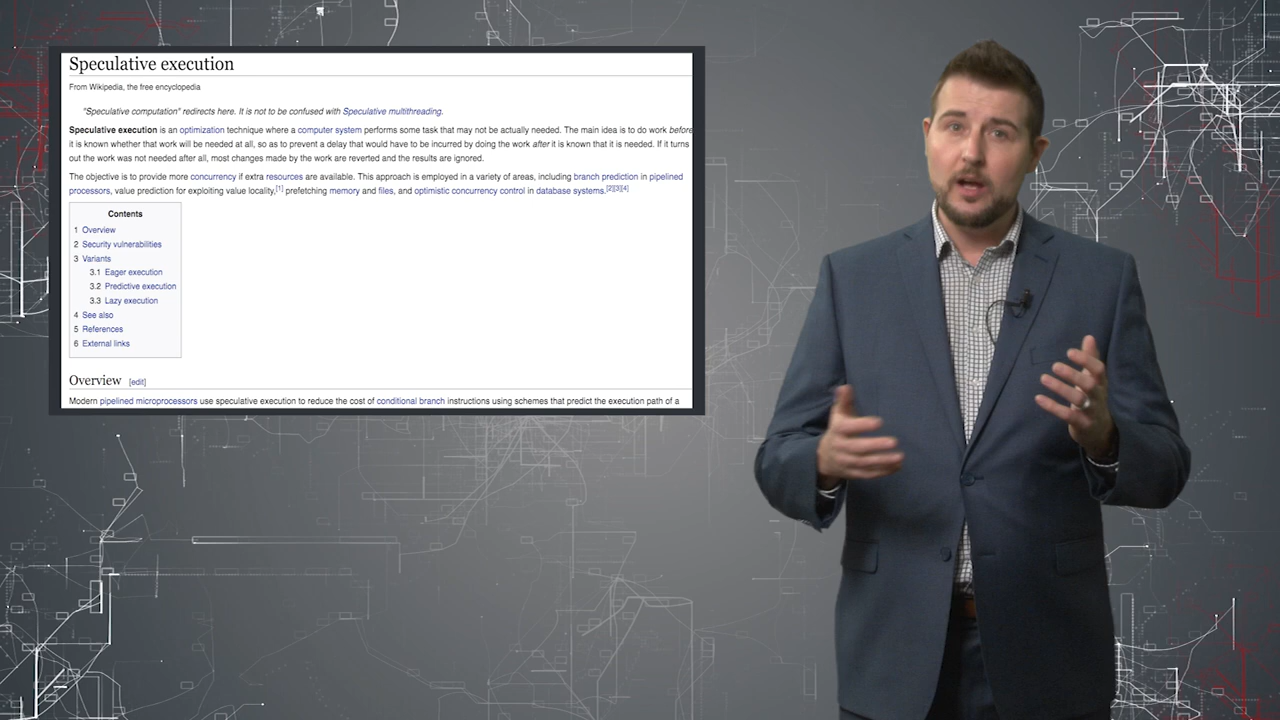 Speculative execution
From Wikipedia, the free encyclopedia
"Speculative computation" redirects here. It is not to be confused with Speculative multithreading.
Speculative execution is an optimization technique where a computer system performs some task that may not be actually needed. The main idea is to do work before
it is known whether that work will be needed at all, so as to prevent a delay that would have to be incurred by doing the work after it is known that it is needed. If it turns
out the work was not needed after all, most changes made by the work are reverted and the results are ignored.
The objective is to provide more concurrency if extra resources are available. This approach is employed in a variety of areas, including branch prediction in pipelined
processors, value prediction for exploiting value locality,[1] prefetching memory and files, and optimistic concurrency control in database systems.[2][3][4]
Contents
1 Overview
2 Security vulnerabilities
3 Variants
3.1 Eager execution
3.2 Predictive execution
3.3 Lazy execution
4 See also
5 References
6 External links
Overview [edit]
Modern pipelined microprocessors use speculative execution to reduce the cost of conditional branch instructions using schemes that predict the execution path of a